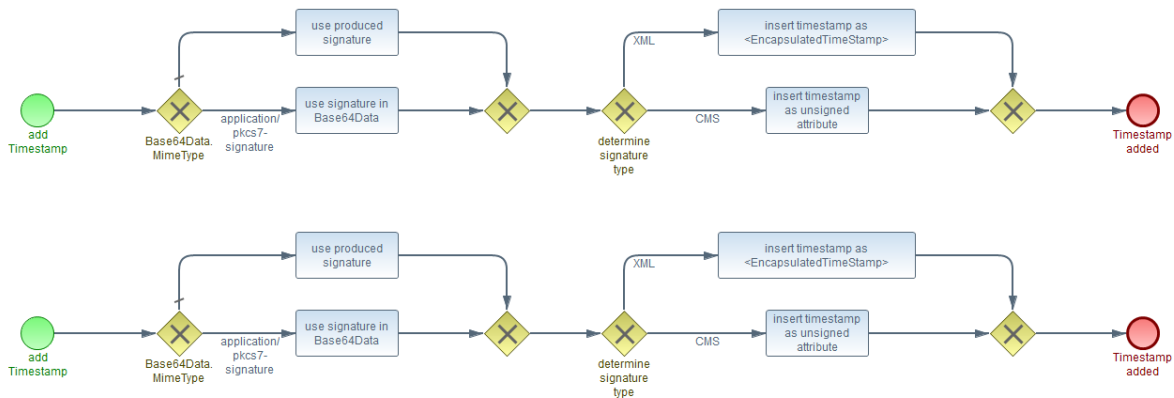 use produced
signature
XML
insert timestamp as
<EncapsulatedTimeStamp>
add
Timestamp
Base64Data.
MimeType
application/
pkcs7-
signature
use signature in
Base64Data
determine
signature
type
CMS
insert timestamp
as unsigned
attribute
Timestamp
added
use produced
signature
XML
insert timestamp as
<EncapsulatedTimeStamp>
add
Timestamp
Base64Data.
MimeType
application/
pkcs7-
signature
use signature in
Base64Data
determine
signature
type
CMS
insert timestamp
as unsigned
attribute
Timestamp
added